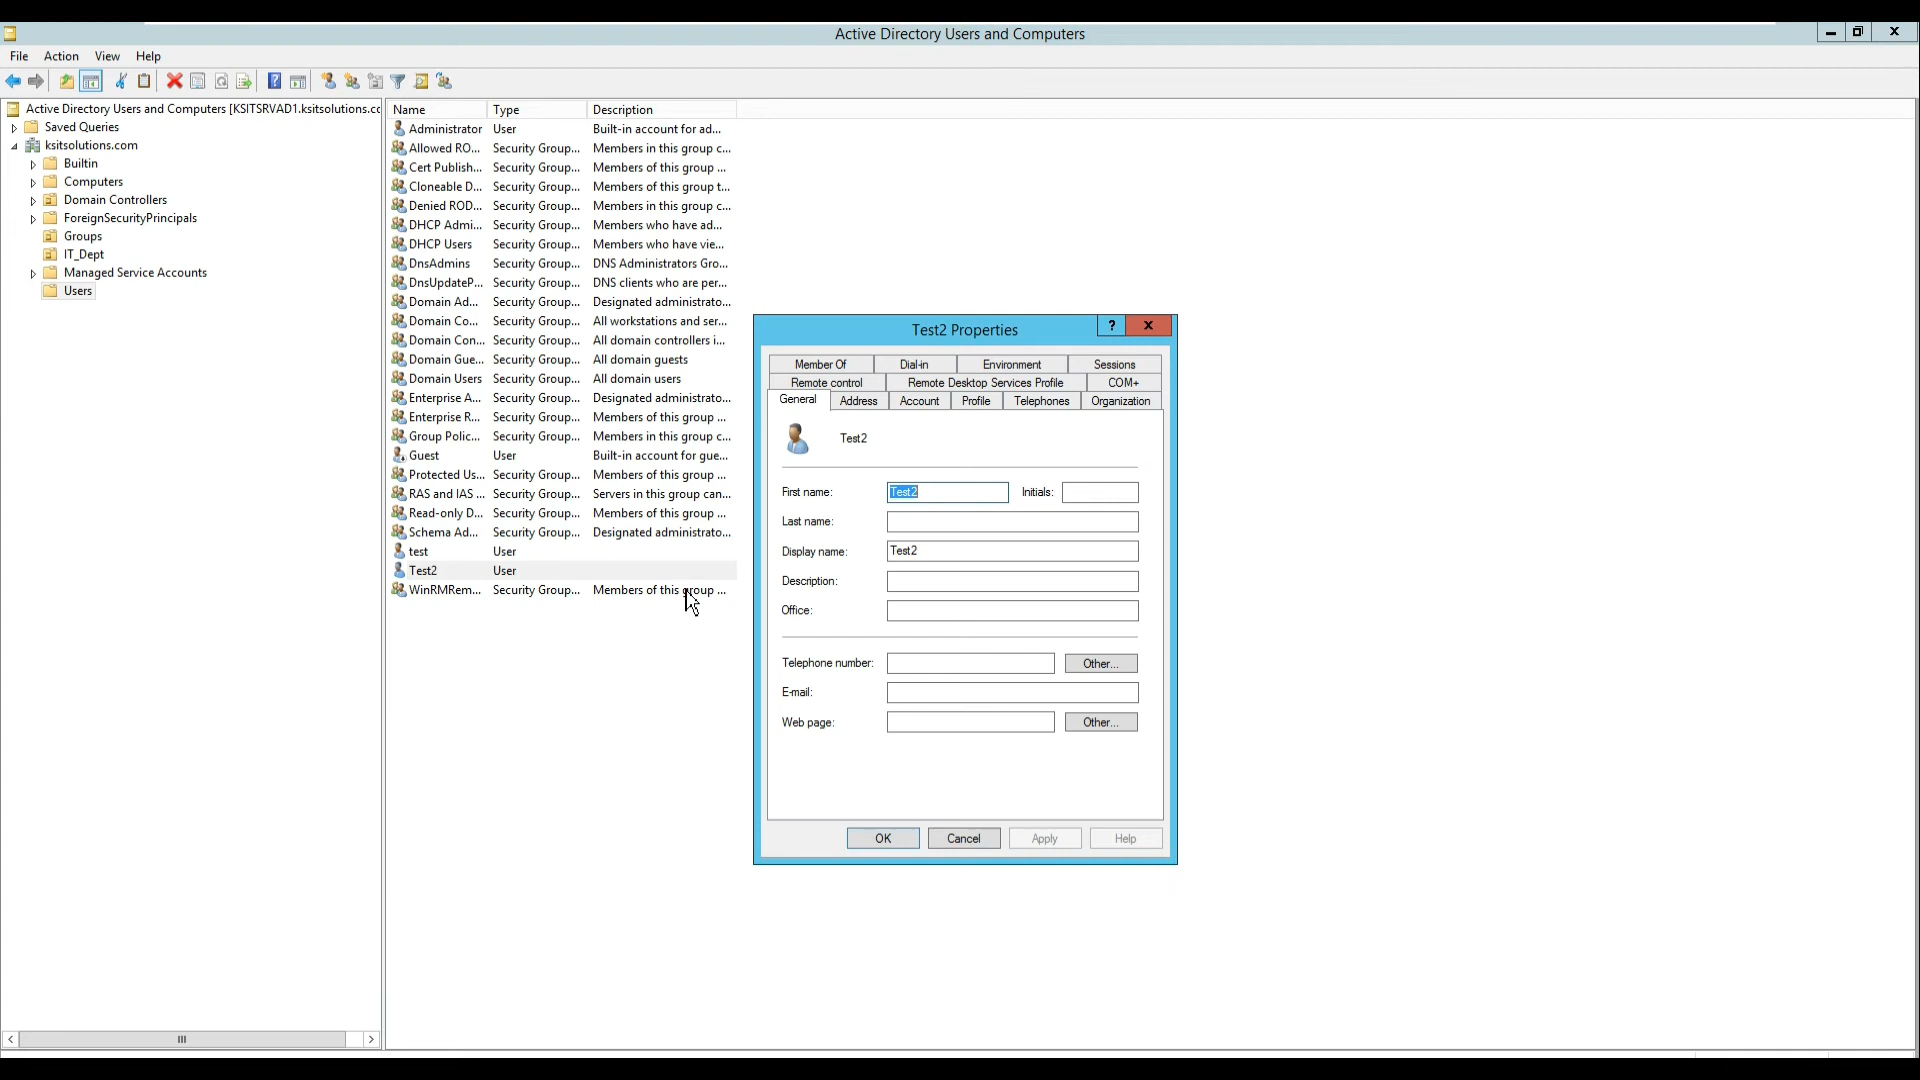 Active Directory Users and Computers
File Action View Help
Active Directory Users and Computers [KSITSRVAD1.ksitsolutions.cc
Saved Queries
ksitsolutions.com
Builtin
Computers
Domain Controllers
ForeignSecurityPrincipals
Groups
IT_Dept
Managed Service Accounts
Users
Name Type Description
Administrator User Built-in account for ad...
Allowed RO... Security Group... Members in this group c...
Cert Publish... Security Group... Members of this group ...
Cloneable D... Security Group... Members of this group t...
Denied ROD... Security Group... Members in this group c...
DHCP Admi... Security Group... Members who have ad...
DHCP Users Security Group... Members who have vie...
DnsAdmins Security Group... DNS Administrators Gro...
DnsUpdateP... Security Group... DNS clients who are per...
Domain Ad... Security Group... Designated administrato...
Domain Co... Security Group... All workstations and ser...
Domain Con... Security Group... All domain controllers i...
Domain Gue... Security Group... All domain guests
Domain Users Security Group... All domain users
Enterprise A... Security Group... Designated administrato...
Enterprise R... Security Group... Members of this group ...
Group Polic... Security Group... Members in this group c...
Guest User Built-in account for gue...
Protected Us... Security Group... Members of this group ...
RAS and IAS ... Security Group... Servers in this group can...
Read-only D... Security Group... Members of this group ...
Schema Ad... Security Group... Designated administrato...
test User
Test2 User
WinRMRem... Security Group... Members of this group ...
Test2 Properties
? X
Member Of Dial-in Environment Sessions
Remote control Remote Desktop Services Profile COM+
General Address Account Profile Telephones Organization
Test2
First name: Test2 Initials:
Last name:
Display name: Test2
Description:
Office:
Telephone number: Other...
E-mail:
Web page: Other...
OK Cancel Apply Help